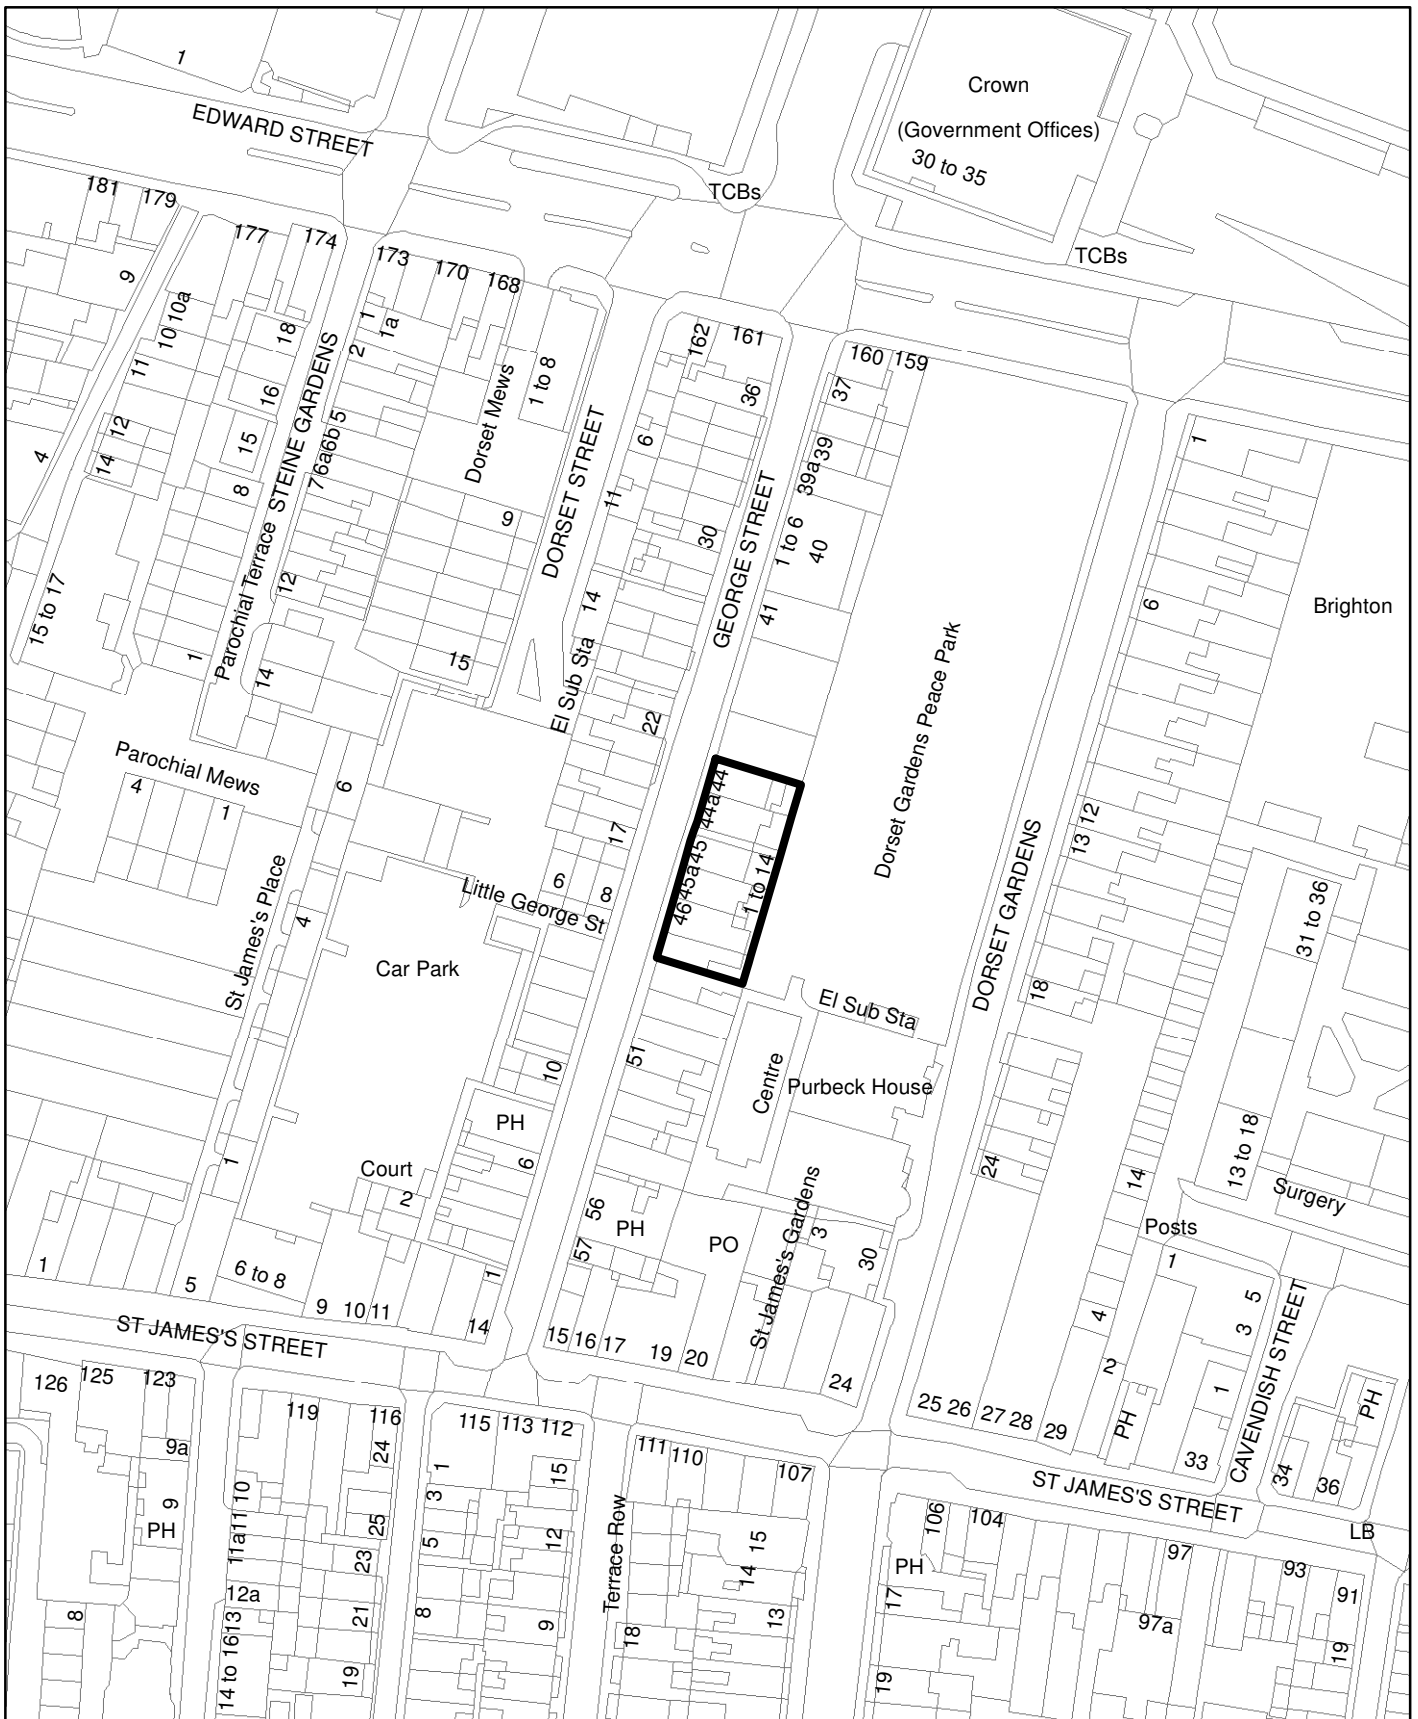 1
EDWARD STREET
Crown
(Government Offices)
30 to 35
TCBs
TCBs
181
179
177
174
173
170
168
162
161
160
159
9
10
10a
18
1
1a
2
1 to 8
36
37
1
11
16
Dorset Mews
6
39
39a
4
12
14
15
8
5
6b
6a
7
STEINE GARDENS
DORSET STREET
11
9
30
GEORGE STREET
1 to 6
40
41
6
Brighton
15 to 17
Parochial Terrace
12
14
1
14
15
El Sub Sta
22
Dorset Gardens Peace Park
Parochial Mews
4
1
6
44
44a
45
45a
46
1 to 14
17
12
13
DORSET GARDENS
St James's Place
4
6
8
Little George St
31 to 36
Car Park
18
El Sub Sta
51
10
Centre
Purbeck House
PH
6
1
Court
2
24
14
13 to 18
Surgery
56
PH
57
PO
St James's Gardens
3
30
Posts
1
1
5
6 to 8
9
10
11
1
14
15
16
17
19
20
24
4
2
5
3
1
CAVENDISH STREET
ST JAMES'S STREET
25
26
27
28
29
PH
33
34
36
PH
126
125
123
119
116
115
113
112
111
110
107
ST JAMES'S STREET
LB
9a
9
PH
24
1
3
5
15
12
Terrace Row
15
14
13
106
104
PH
17
97
97a
93
91
19
10
11
11a
12a
13
14 to 16
25
23
21
19
8
8
9
18
19